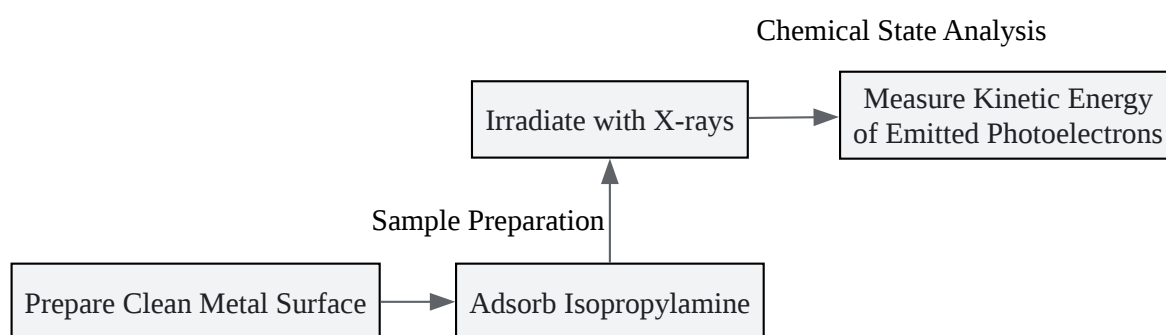 Chemical State Analysis
Irradiate with X-rays
Measure Kinetic Energy
of Emitted Photoelectrons
Sample Preparation
Prepare Clean Metal Surface
Adsorb Isopropylamine